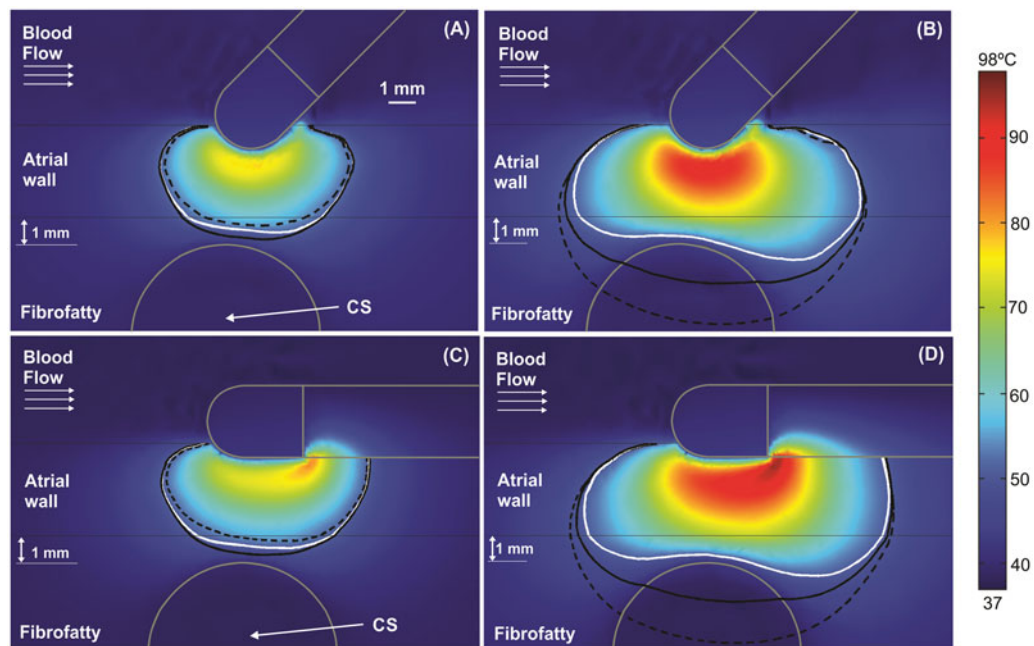 Blood
Flow
(A)
1 mm
Atrial
wall
1 mm
Fibrofatty
CS
Blood
Flow
(B)
Atrial
wall
1 mm
Fibrofatty
Blood
Flow
(C)
Atrial
wall
1 mm
Fibrofatty
CS
Blood
Flow
(D)
Atrial
wall
1 mm
Fibrofatty
98ºC
90
80
70
60
50
40
37